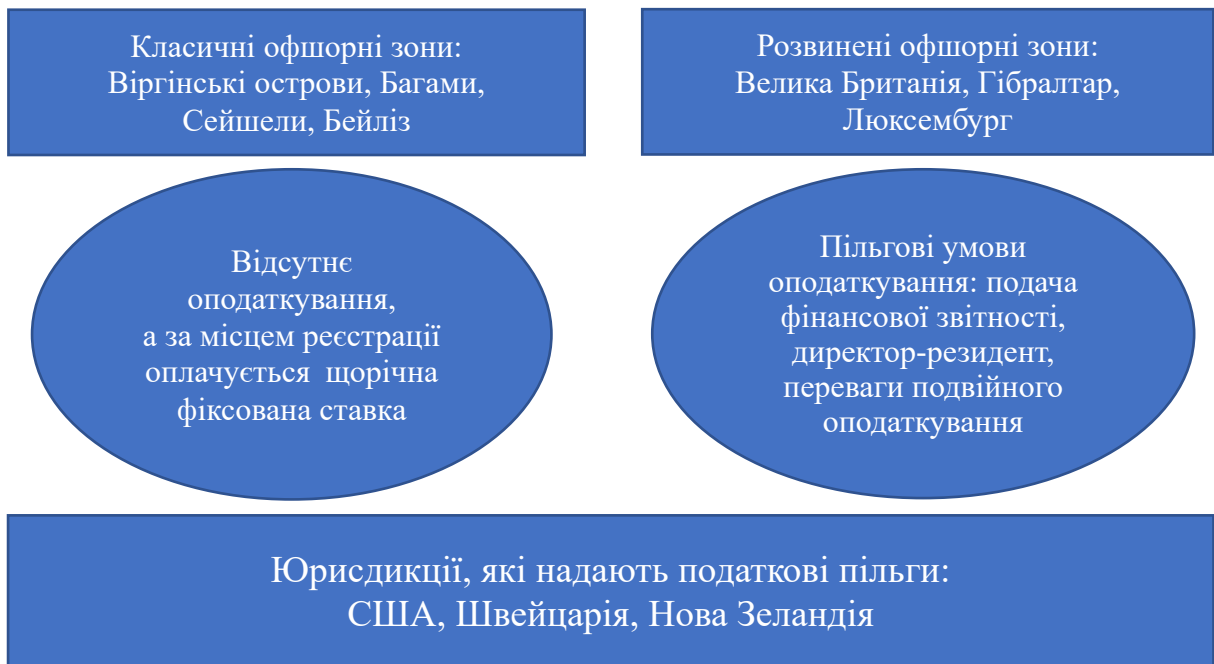 Класичні офшорні зони:
Віргінські острови, Багами,
Сейшели, Бейліз
Розвинені офшорні зони:
Велика Британія, Гібралтар,
Люксембург
Відсутнє
оподаткування,
а за місцем реєстрації
оплачується щорічна
фіксована ставка
Пільгові умови
оподаткування: подача
фінансової звітності,
директор-резидент,
переваги подвійного
оподаткування
Юрисдикції, які надають податкові пільги:
США, Швейцарія, Нова Зеландія